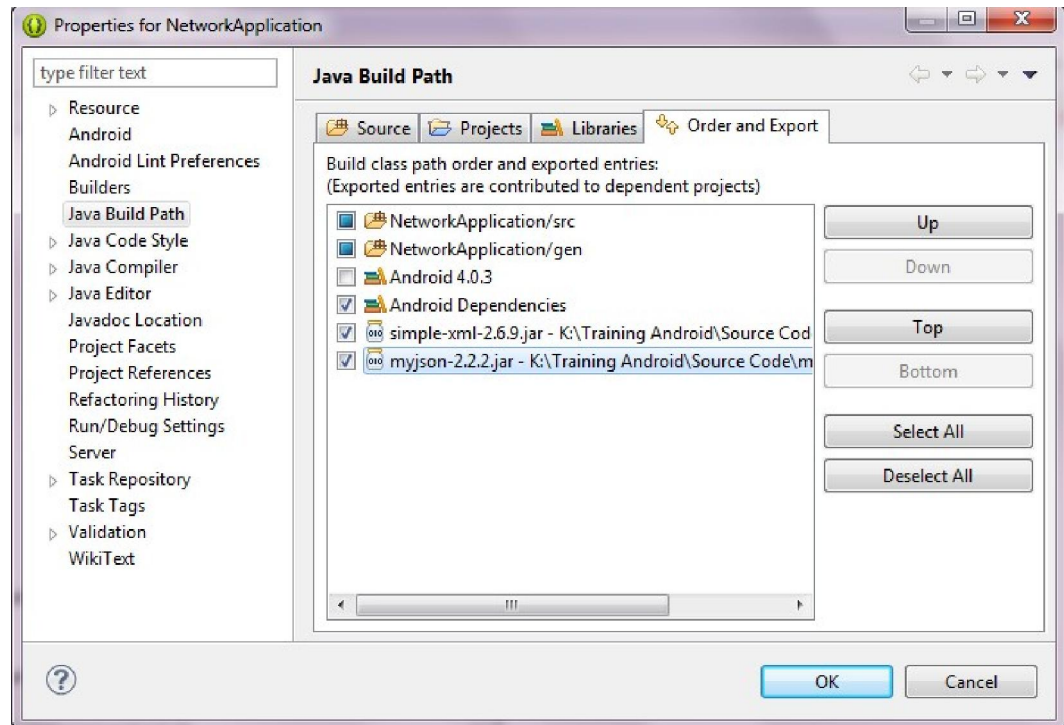 Properties for NetworkApplication
type filter text
Resource
Android
Android Lint Preferences
Builders
Java Build Path
Java Code Style
Java Compiler
Java Editor
Javadoc Location
Project Facets
Project References
Refactoring History
Run/Debug Settings
Server
Task Repository
Task Tags
Validation
WikiText
Java Build Path
Source
Projects
Libraries
Order and Export
Build class path order and exported entries:
(Exported entries are contributed to dependent projects)
NetworkApplication/src
NetworkApplication/gen
Android 4.0.3
Android Dependencies
simple-xml-2.6.9.jar - K:\Training Android\Source Cod
myjson-2.2.2.jar - K:\Training Android\Source Code\m
Up
Down
Top
Bottom
Select All
Deselect All
OK
Cancel